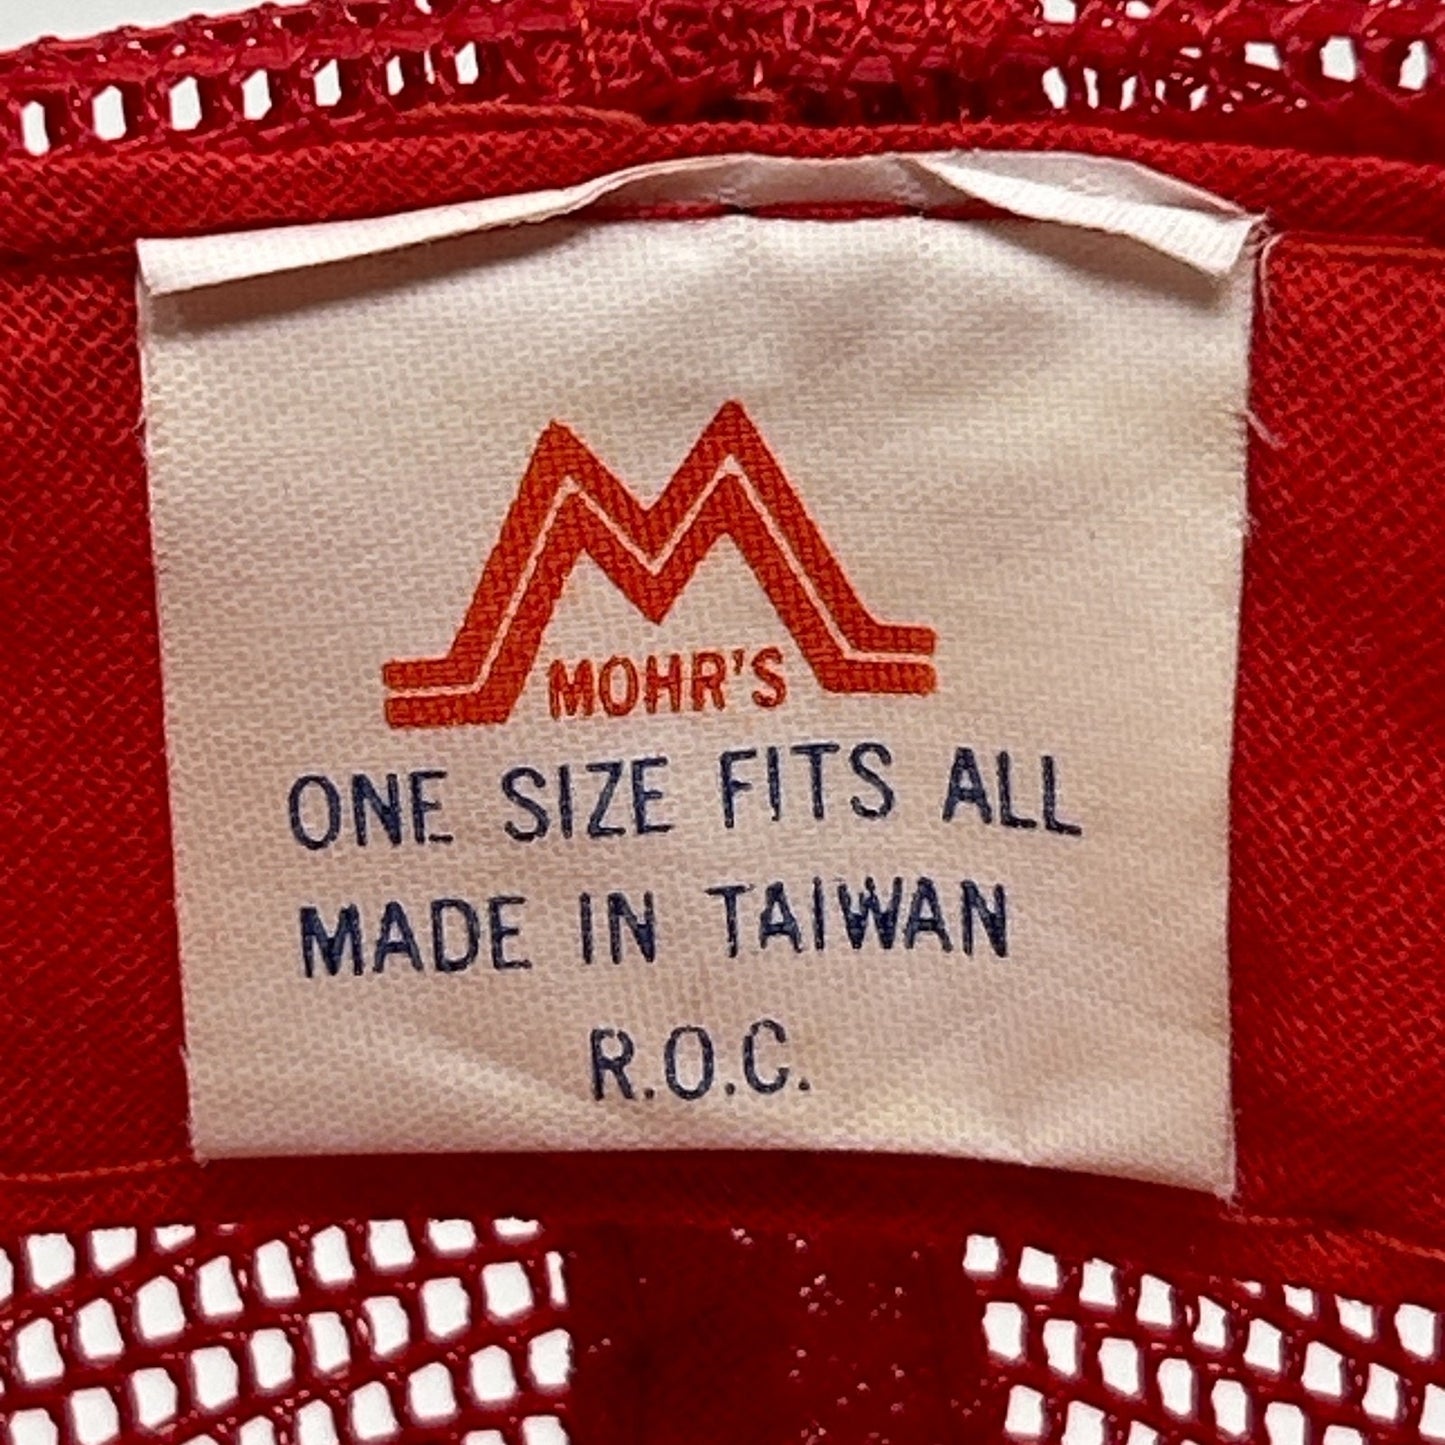 MOHR'S
ONE SIZE FITS ALL
MADE IN TAIWAN
R.O.C.